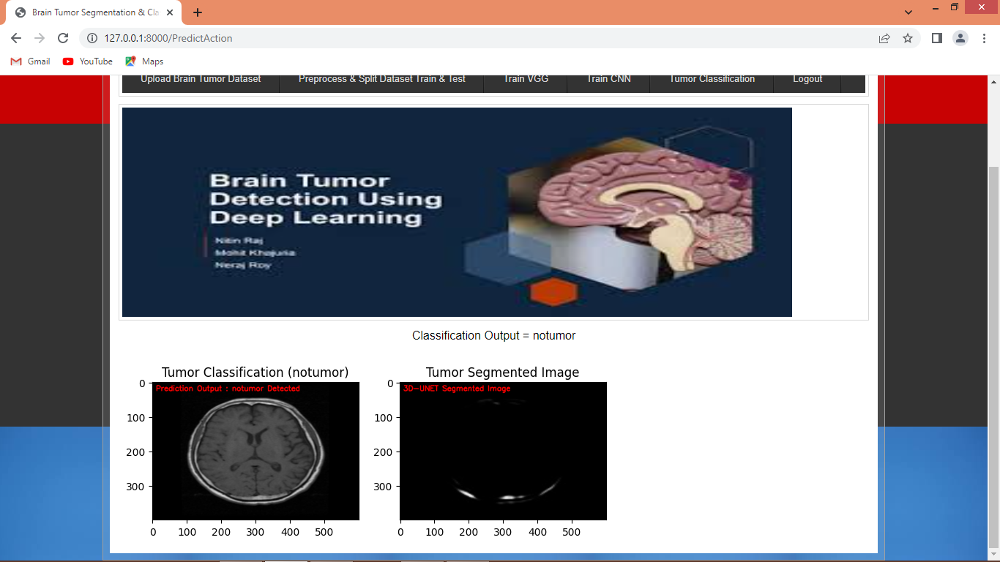 Brain Tumor Segmentation & Cla
127.0.0.1:8000/PredictAction
Gmail YouTube Maps
Upload Brain Tumor Dataset Preprocess & Split Dataset Train & Test Train VGG Train CNN Tumor Classification Logout
Brain Tumor
Detection Using
Deep Learning
Nitin Raj
Mohit Khajuria
Neraj Roy
Classification Output = notumor
Tumor Classification (notumor) Tumor Segmented Image
Prediction Output : notumor Detected 3D-UNET Segmented Image
0 0
100 100
200 200
300 300
0 100 200 300 400 500 0 100 200 300 400 500